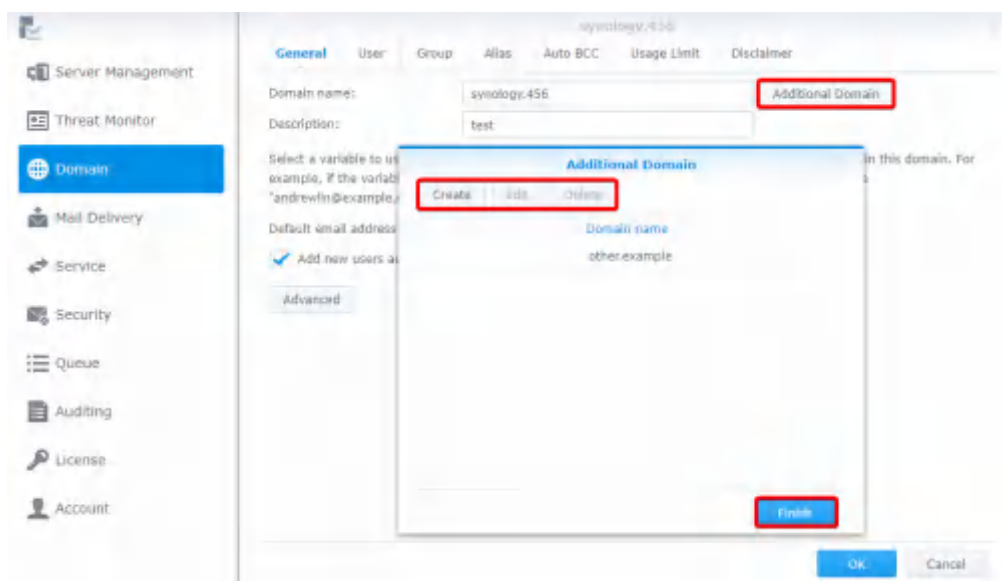 synology.456
General User Group Alias Auto BCC Usage Limit Disclaimer
Server Management
Threat Monitor
Domain
Mail Delivery
Service
Security
Queue
Auditing
License
Account
Domain name: synology.456 Additional Domain
Description: test
Select a variable to us in this domain. For
example, if the variabl
"andrewlin@example.
Default email address
Add new users au
Advanced
Additional Domain
Create Edit Delete
Domain name
other.example
Finish
OK Cancel